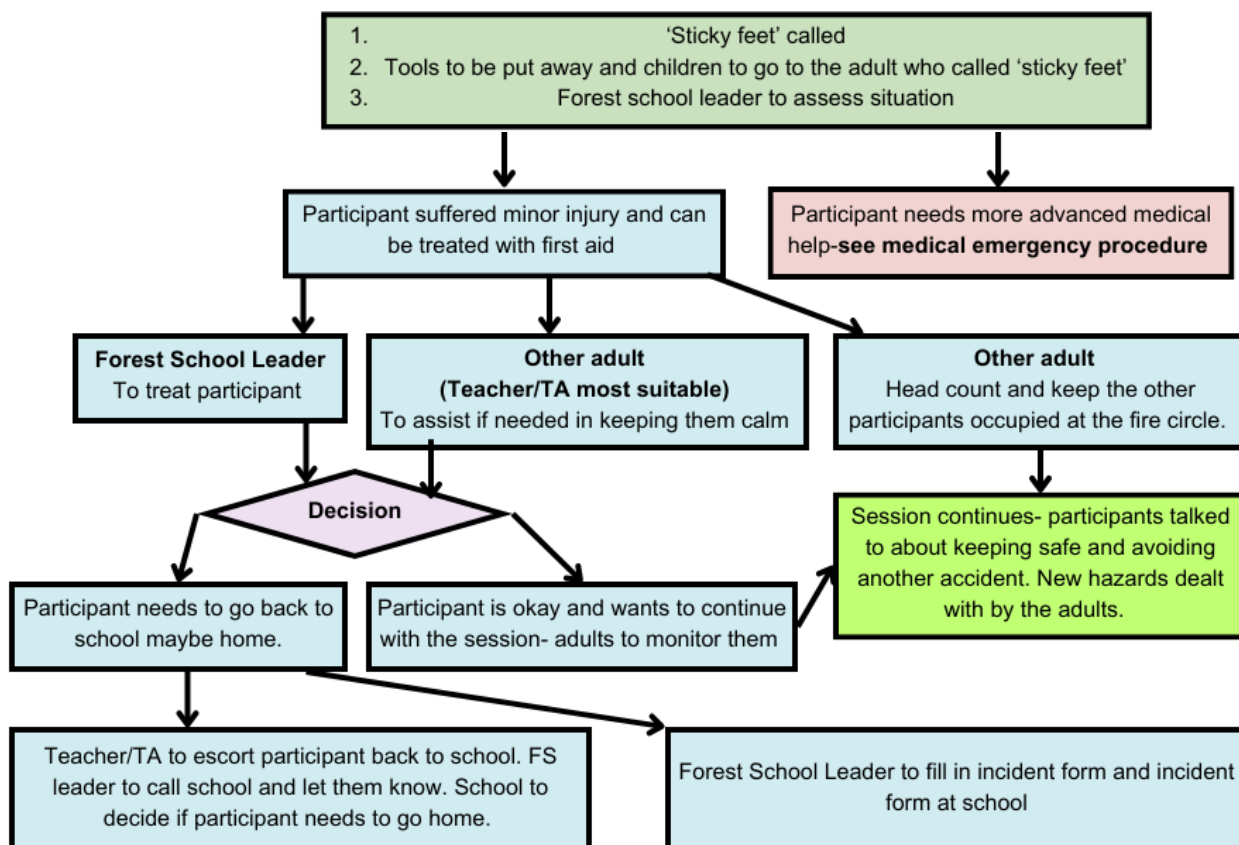 1. ‘Sticky feet’ called
2. Tools to be put away and children to go to the adult who called ‘sticky feet’
3. Forest school leader to assess situation
Participant suffered minor injury and can
be treated with first aid
Participant needs more advanced medical
help-see medical emergency procedure
Forest School Leader
To treat participant
Other adult
(Teacher/TA most suitable)
To assist if needed in keeping them calm
Other adult
Head count and keep the other
participants occupied at the fire circle.
Decision
Session continues- participants talked
to about keeping safe and avoiding
another accident. New hazards dealt
with by the adults.
Participant needs to go back to
school maybe home.
Participant is okay and wants to continue
with the session- adults to monitor them
Teacher/TA to escort participant back to school. FS
leader to call school and let them know. School to
decide if participant needs to go home.
Forest School Leader to fill in incident form and incident
form at school